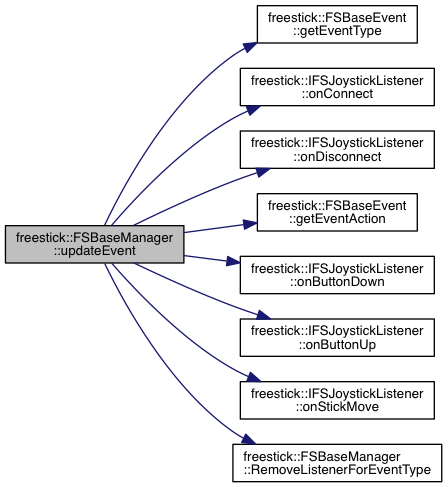 freestick::FSBaseEvent
::getEventType
freestick::IFSJoystickListener
::onConnect
freestick::IFSJoystickListener
::onDisconnect
freestick::FSBaseEvent
::getEventAction
freestick::FSBaseManager
::updateEvent
freestick::IFSJoystickListener
::onButtonDown
freestick::IFSJoystickListener
::onButtonUp
freestick::IFSJoystickListener
::onStickMove
freestick::FSBaseManager
::RemoveListenerForEventType